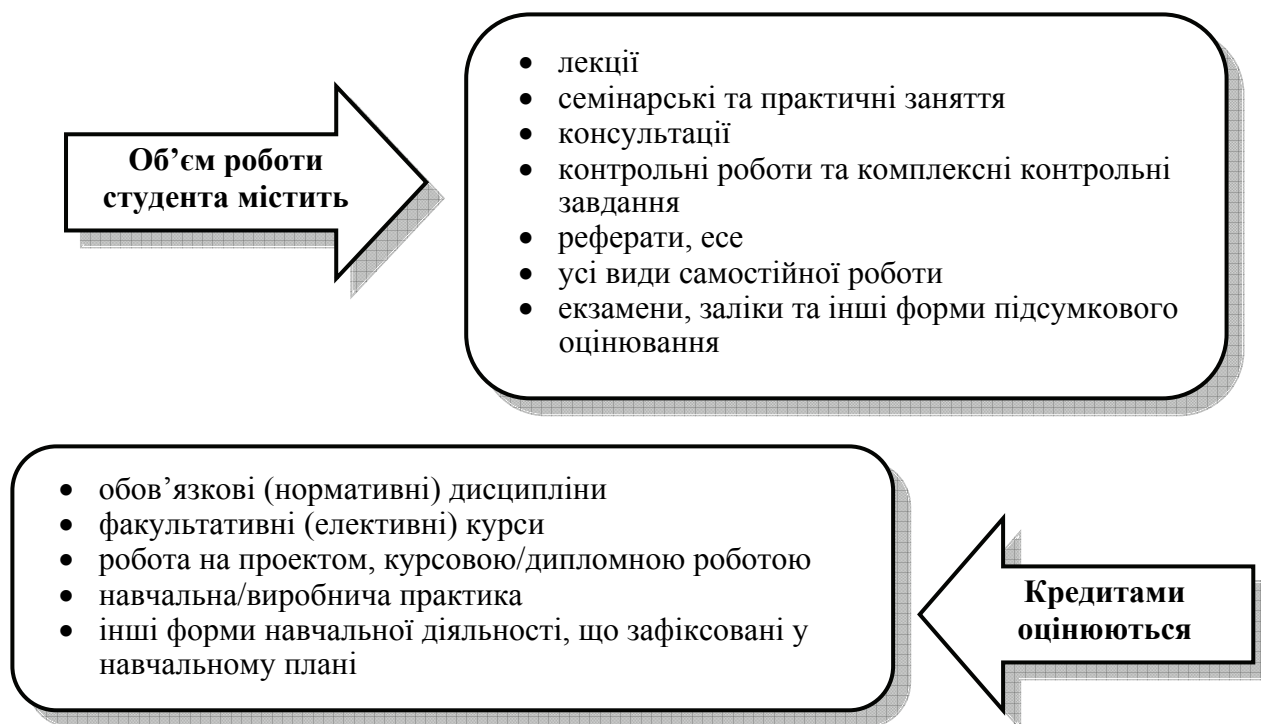 Об’єм роботи
студента містить
• лекції
• семінарські та практичні заняття
• консультації
• контрольні роботи та комплексні контрольні
завдання
• реферати, есе
• усі види самостійної роботи
• екзамени, заліки та інші форми підсумкового
оцінювання
• обов’язкові (нормативні) дисципліни
• факультативні (елективні) курси
• робота на проектом, курсовою/дипломною роботою
• навчальна/виробнича практика
• інші форми навчальної діяльності, що зафіксовані у
навчальному плані
Кредитами
оцінюються